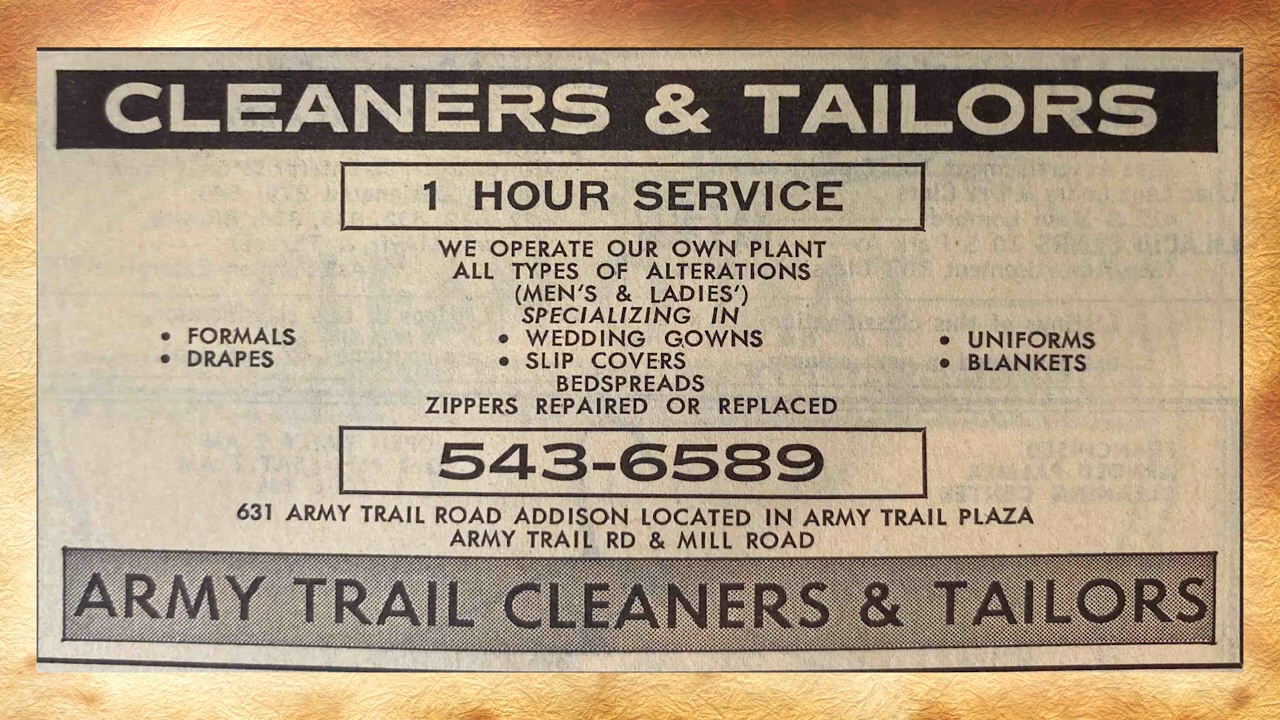 CLEANERS & TAILORS
1 HOUR SERVICE
WE OPERATE OUR OWN PLANT
ALL TYPES OF ALTERATIONS
(MEN'S & LADIES')
SPECIALIZING IN
• FORMALS • WEDDING GOWNS • UNIFORMS
• DRAPES • SLIP COVERS • BLANKETS
BEDSPREADS
ZIPPERS REPAIRED OR REPLACED
543-6589
631 ARMY TRAIL ROAD ADDISON LOCATED IN ARMY TRAIL PLAZA
ARMY TRAIL RD & MILL ROAD
ARMY TRAIL CLEANERS & TAILORS